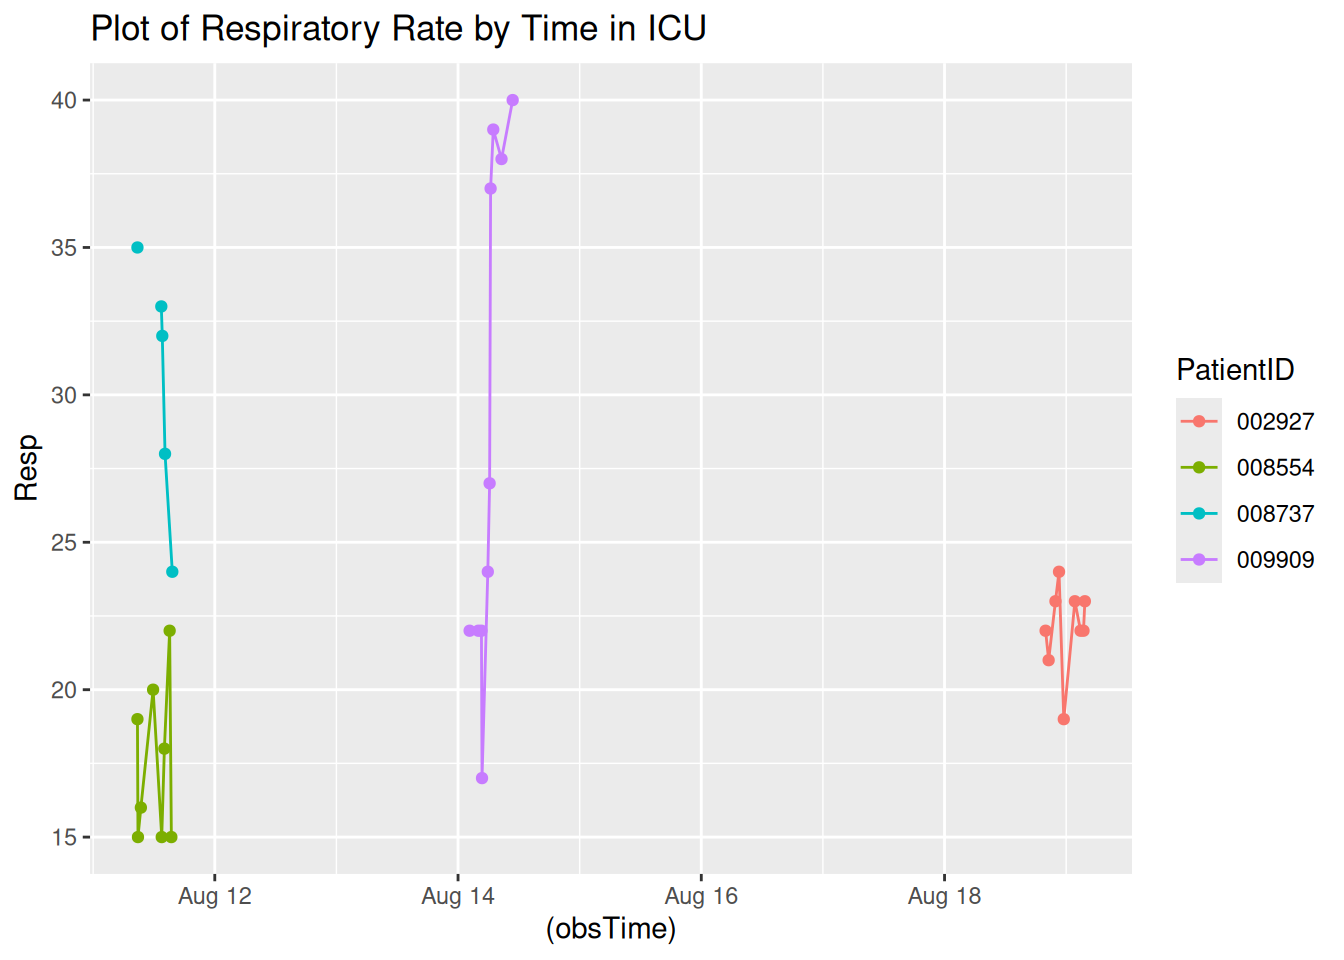 Plot of Respiratory Rate by Time in ICU
40
35
30
25
20
15
Resp
Aug 12
Aug 14
Aug 16
Aug 18
(obsTime)
PatientID
002927
008554
008737
009909